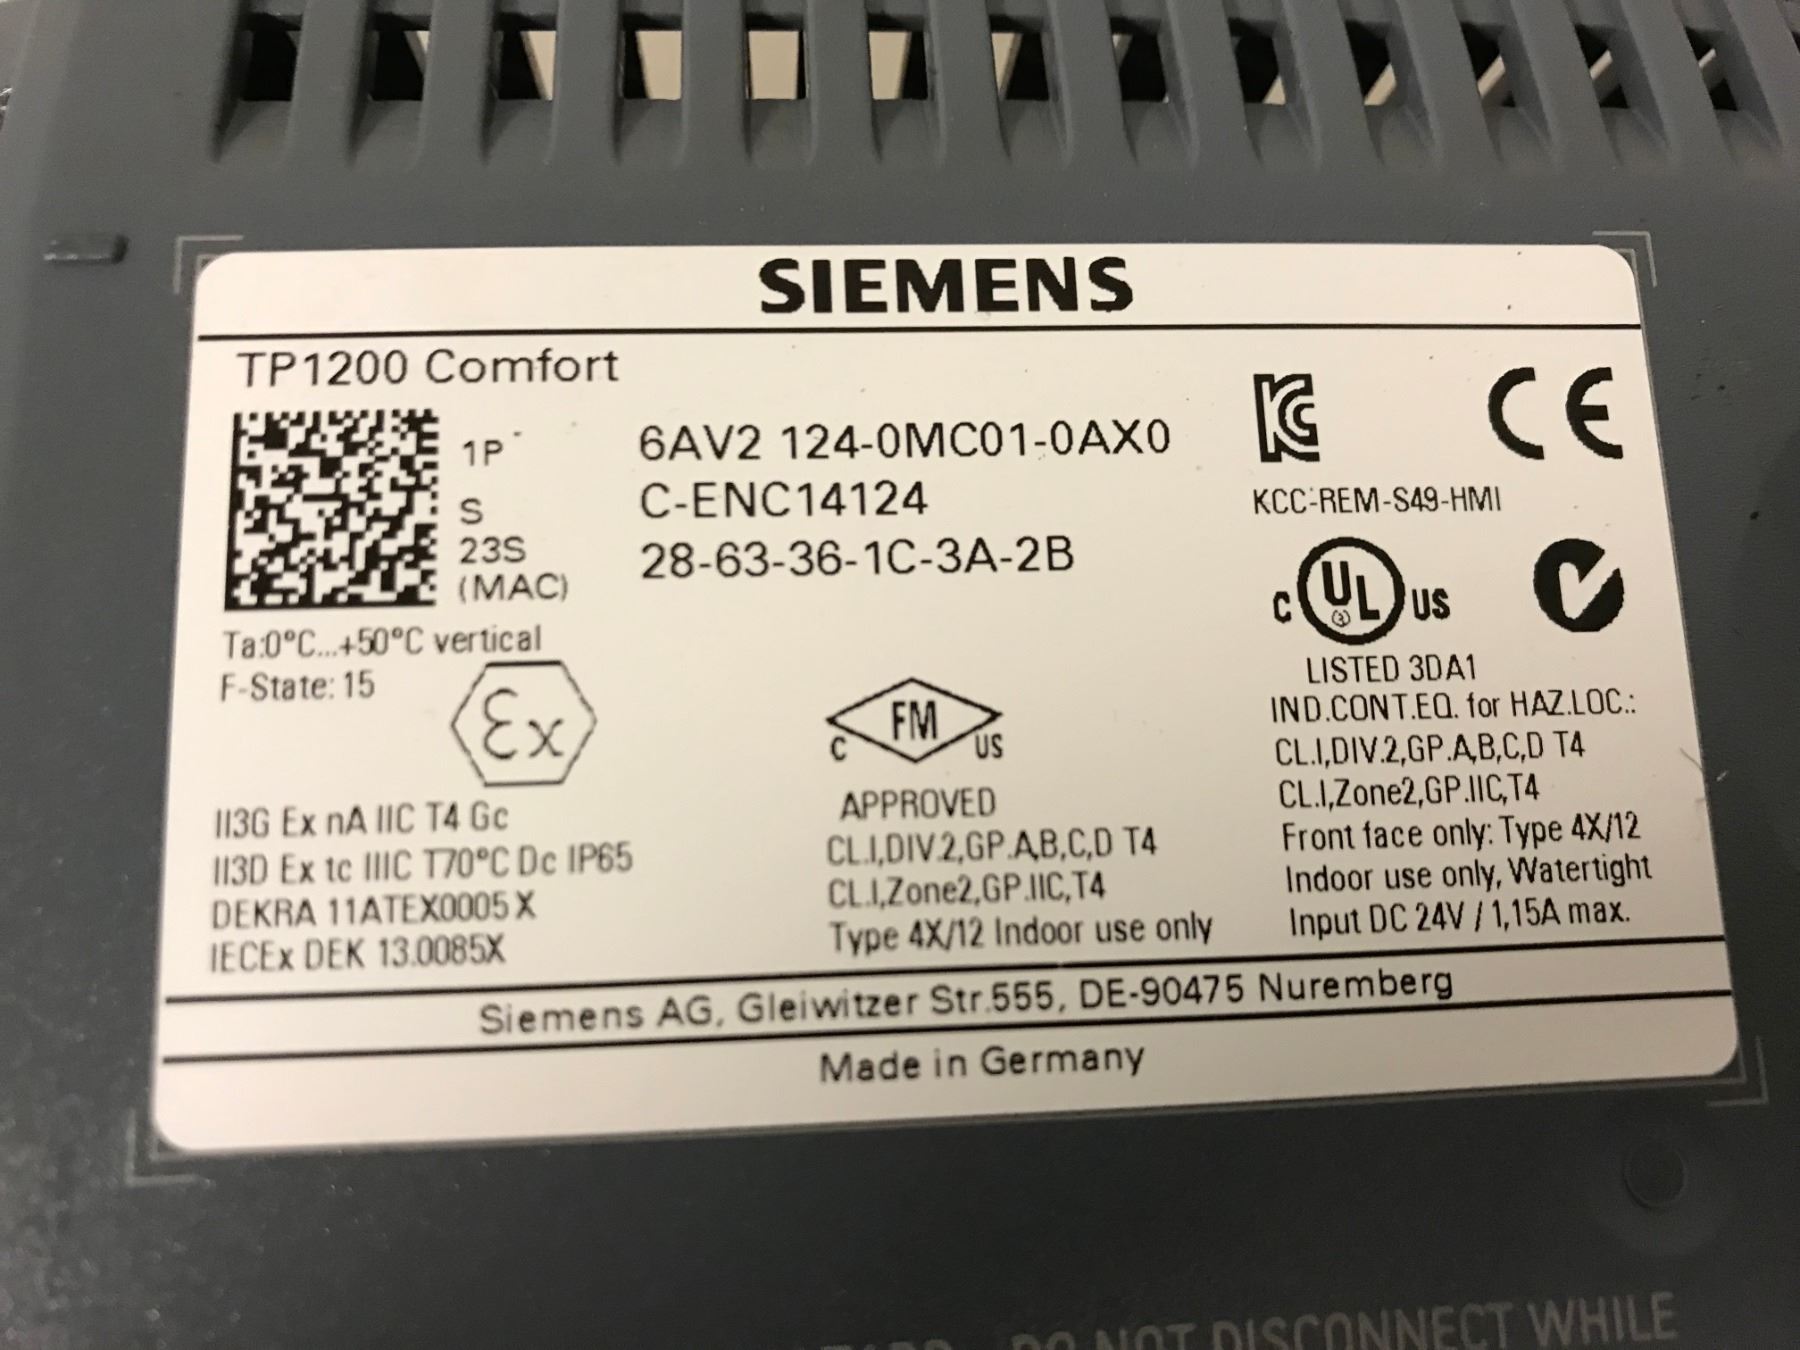 SIEMENS
TP1200 Comfort
1P 6AV2 124-0MC01-0AX0
S C-ENC14124
23S 28-63-36-1C-3A-2B
(MAC)
Ta:0°C...+50°C vertical
F-State: 15
Ex
II3G Ex nA IIC T4 Gc
II3D Ex tc IIIC T70°C Dc IP65
DEKRA 11ATEX0005 X
IECEx DEK 13.0085X
C FM US
APPROVED
CL.I,DIV.2,GP.A,B,C,D T4
CL.I,Zone2,GP.IIC,T4
Type 4X/12 Indoor use only
CE
KCC-REM-S49-HMI
C UL US
LISTED 3DA1
IND.CONT.EQ. for HAZ.LOC.:
CL.I,DIV.2,GP.A,B,C,D T4
CL.I,Zone2,GP.IIC,T4
Front face only: Type 4X/12
Indoor use only, Watertight
Input DC 24V / 1,15A max.
Siemens AG, Gleiwitzer Str.555, DE-90475 Nuremberg
Made in Germany
DO NOT DISCONNECT WHILE